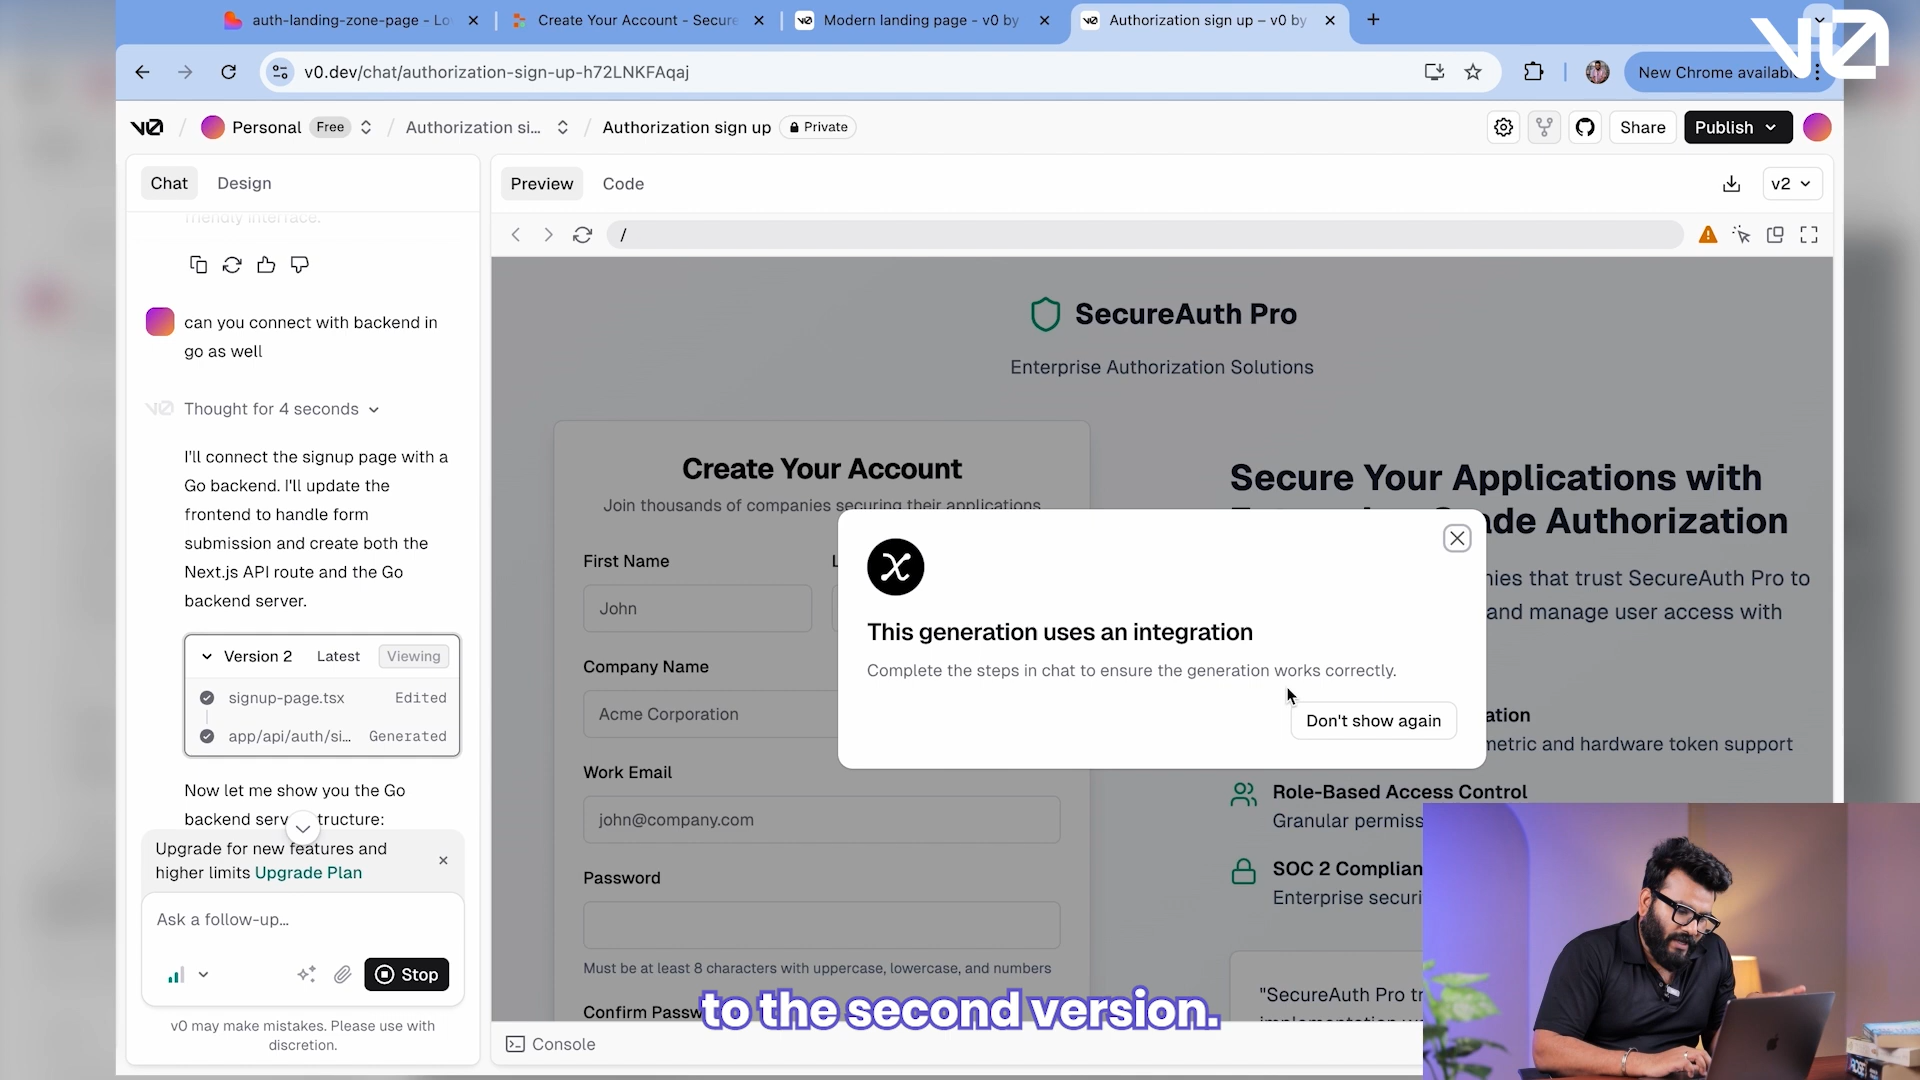 auth-landing-zone-page - Lo
Create Your Account - Secure
Modern landing page - v0 by
Authorization sign up – v0 by
v0.dev/chat/authorization-sign-up-h72LNKFAqaj
New Chrome availabl
v0
v0
Personal
Free
Authorization si...
Authorization sign up
Private
Share
Publish
Chat
Design
Preview
Code
v2
/
friendly interface.
can you connect with backend in
go as well
v0
Thought for 4 seconds
I'll connect the signup page with a
Go backend. I'll update the
frontend to handle form
submission and create both the
Next.js API route and the Go
backend server.
Version 2
Latest
Viewing
signup-page.tsx
Edited
app/api/auth/si...
Generated
Now let me show you the Go
backend serv tructure:
Upgrade for new features and
higher limits Upgrade Plan
Ask a follow-up...
Stop
v0 may make mistakes. Please use with
discretion.
SecureAuth Pro
Enterprise Authorization Solutions
Create Your Account
Join thousands of companies securing their applications
First Name
John
Company Name
Acme Corporation
Work Email
john@company.com
Password
Must be at least 8 characters with uppercase, lowercase, and numbers
Confirm Passw
Secure Your Applications with
de Authorization
nies that trust SecureAuth Pro to
and manage user access with
This generation uses an integration
Complete the steps in chat to ensure the generation works correctly.
Don't show again
ation
metric and hardware token support
Role-Based Access Control
Granular permiss
SOC 2 Complian
Enterprise securi
"SecureAuth Pro tr
to the second version.
Console